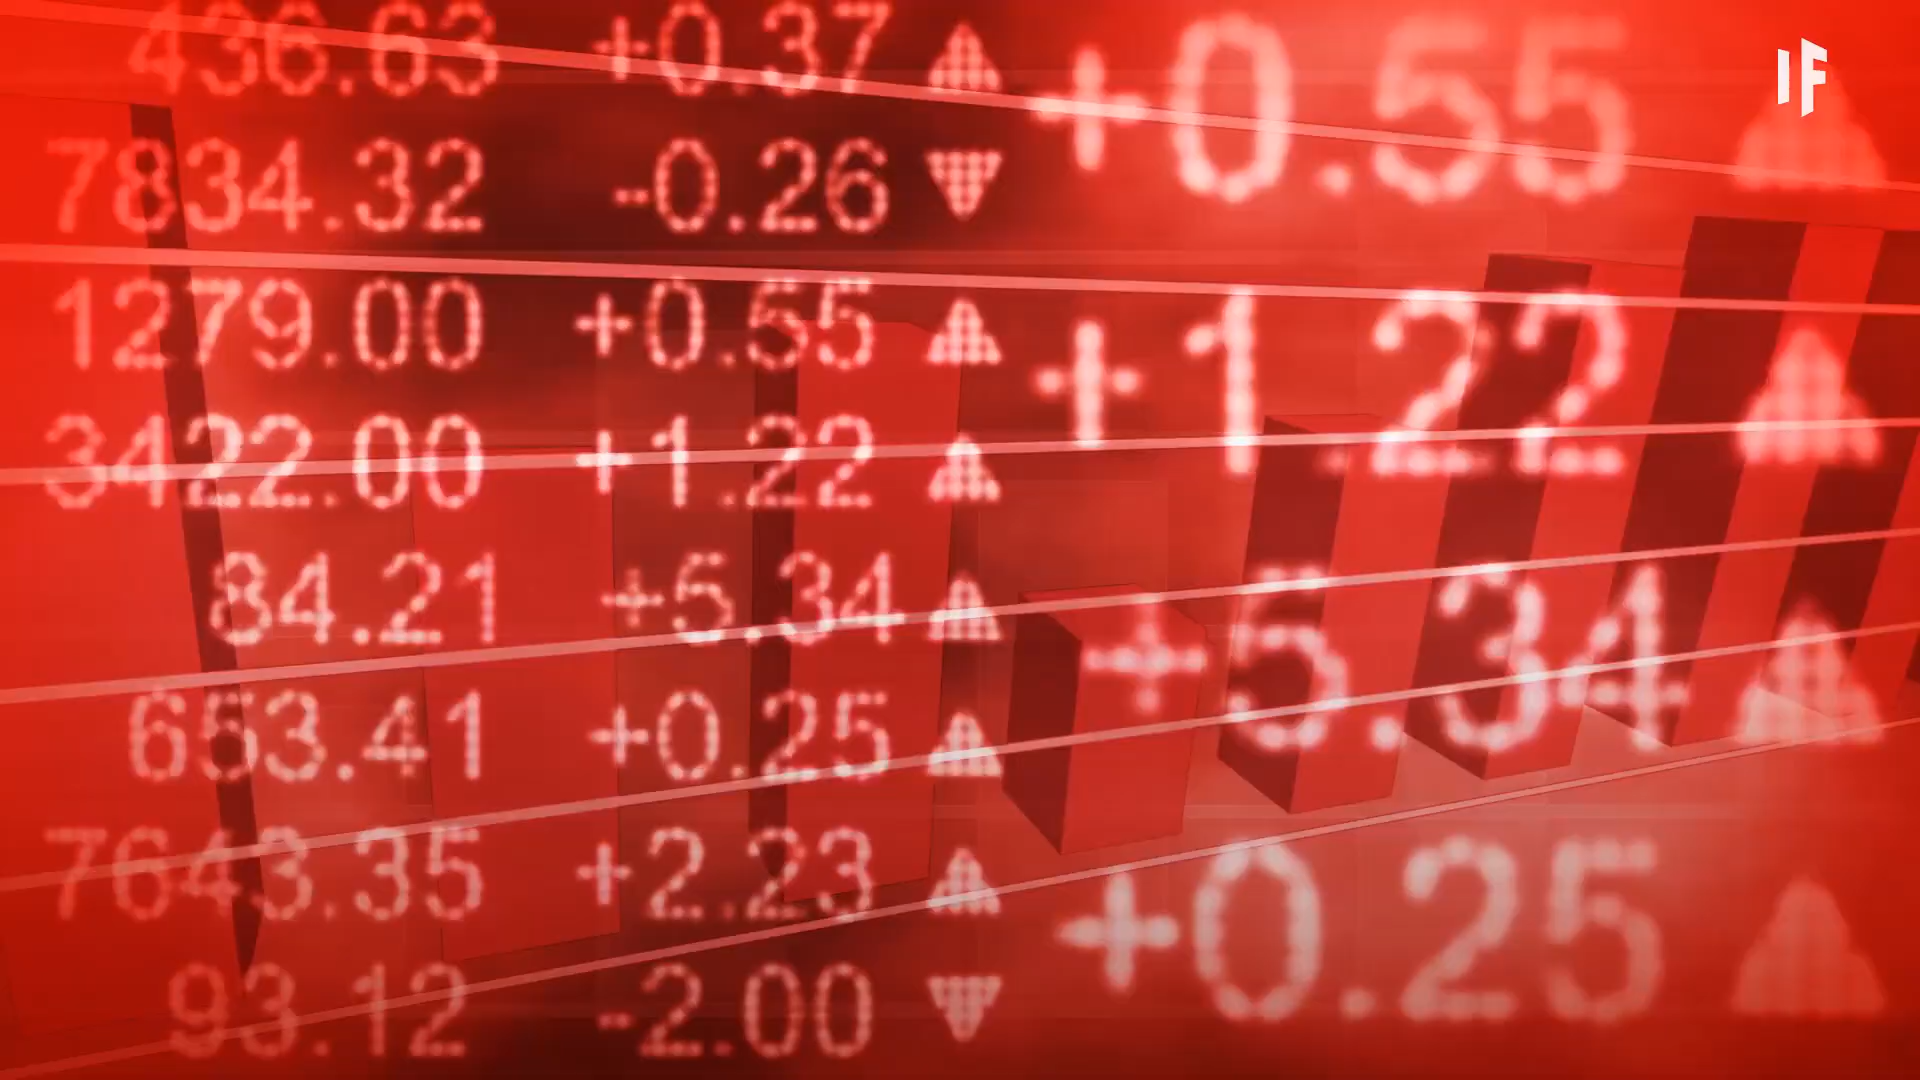 436.63 +0.37 ▲ +0.55 ▲
IF
7834.32 -0.26 ▼
1279.00 +0.55 ▲ +1.22 ▲
3422.00 +1.22 ▲
84.21 +5.34 ▲ +5.34 ▲
653.41 +0.25 ▲
7643.35 +2.23 ▲ +0.25 ▲
93.12 -2.00 ▼